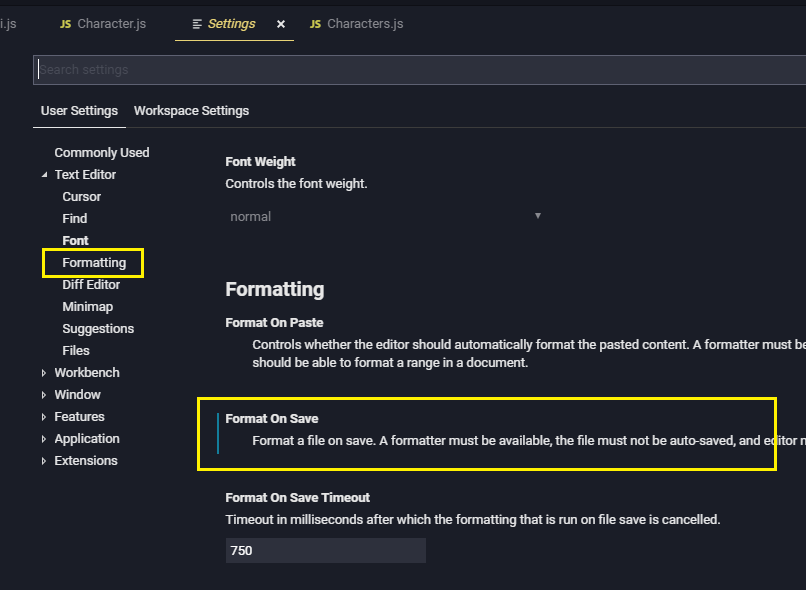 i.js
JS Character.js
Settings
JS Characters.js
Search settings
User Settings
Workspace Settings
Commonly Used
Text Editor
Cursor
Find
Font
Formatting
Diff Editor
Minimap
Suggestions
Files
Workbench
Window
Features
Application
Extensions
Font Weight
Controls the font weight.
normal
Formatting
Format On Paste
Controls whether the editor should automatically format the pasted content. A formatter must be
should be able to format a range in a document.
Format On Save
Format a file on save. A formatter must be available, the file must not be auto-saved, and editor
Format On Save Timeout
Timeout in milliseconds after which the formatting that is run on file save is cancelled.
750